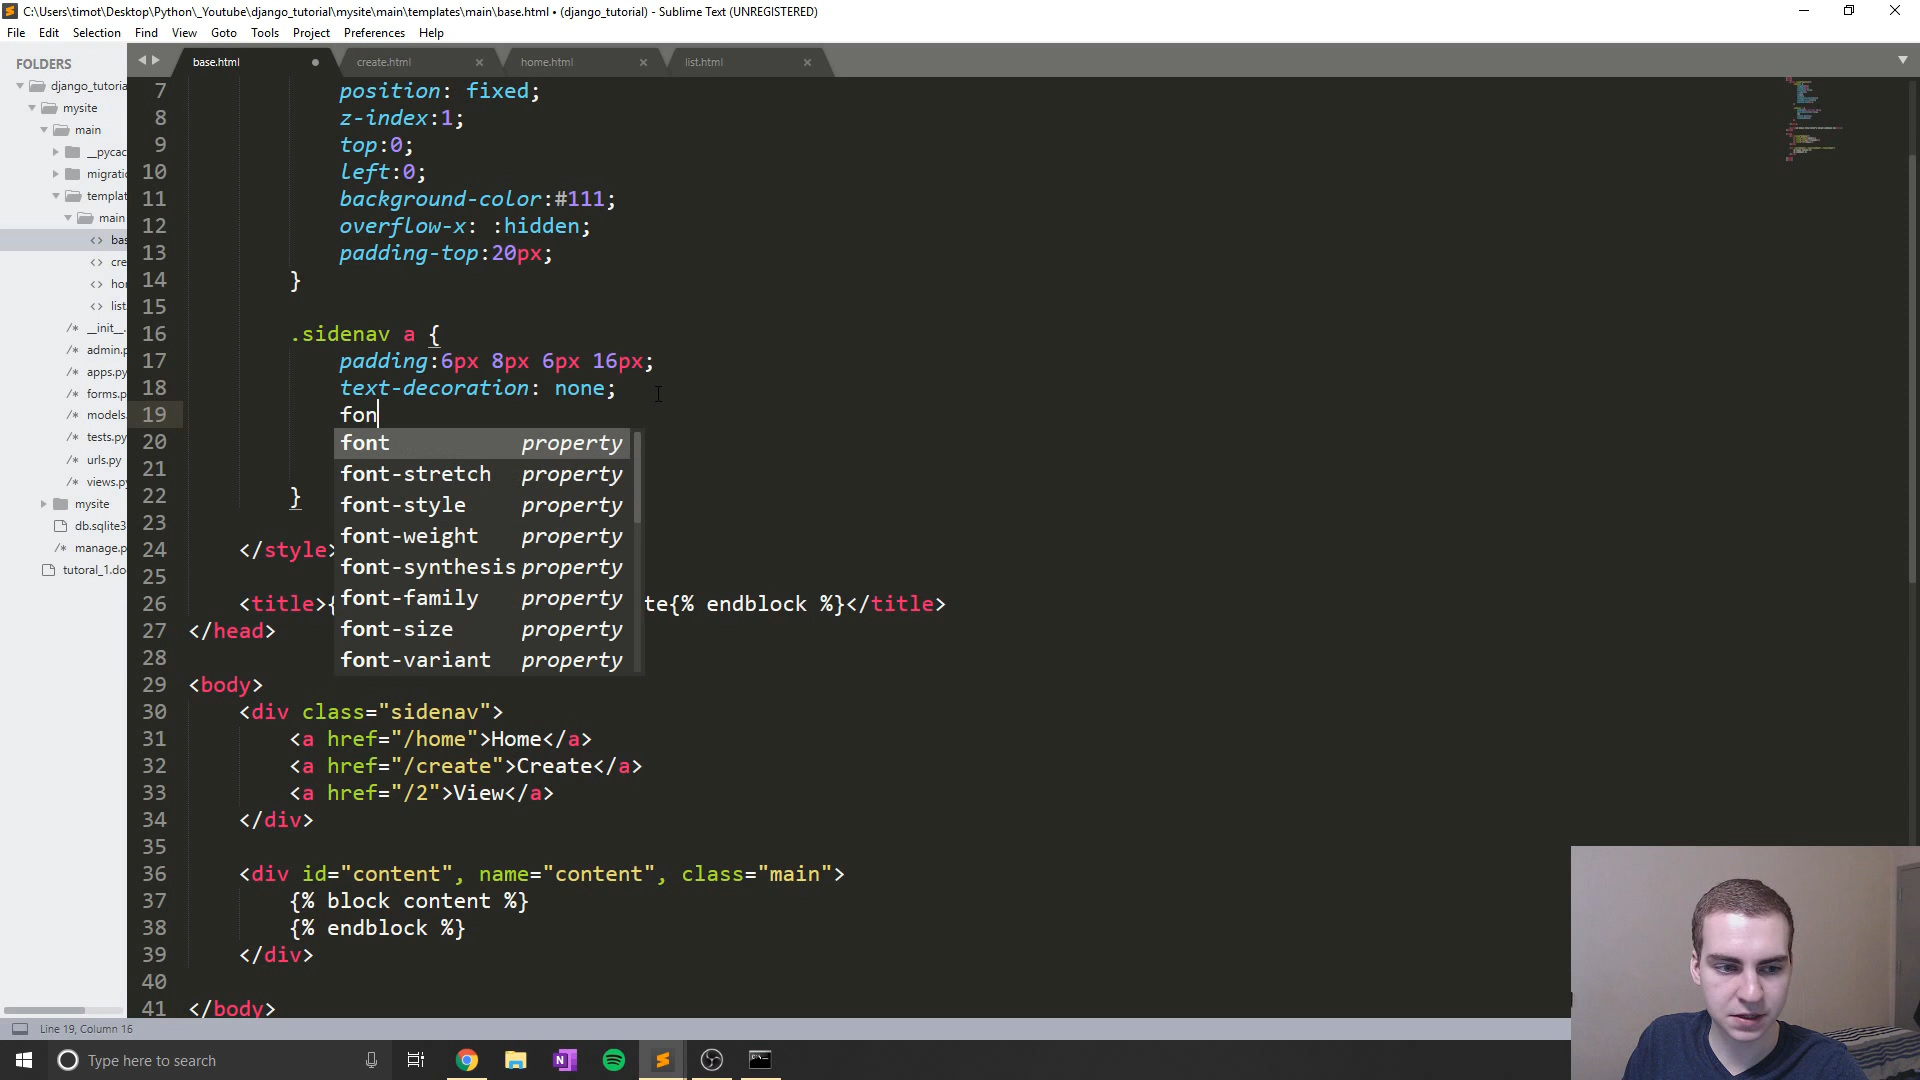 C:\Users\timot\Desktop\Python\_Youtube\django_tutorial\mysite\main\templates\main\base.html • (django_tutorial) - Sublime Text (UNREGISTERED)
File Edit Selection Find View Goto Tools Project Preferences Help
FOLDERS
django_tutoria
mysite
main
__pycac
migratio
templat
main
bas
cre
ho
list
__init__.
admin.p
apps.py
forms.p
models.
tests.py
urls.py
views.py
mysite
db.sqlite3
manage.p
tutoral_1.do
base.html create.html home.html list.html
7 position: fixed;
8 z-index:1;
9 top:0;
10 left:0;
11 background-color:#111;
12 overflow-x: :hidden;
13 padding-top:20px;
14 }
15
16 .sidenav a {
17 padding:6px 8px 6px 16px;
18 text-decoration: none;
19 fon
20 font property
font-stretch property
21
font-style property
22 }
font-weight property
23
24 </style>
font-synthesis property
25
26 <title>{ font-family property te{% endblock %}</title>
27 </head>
font-size property
28 font-variant property
29 <body>
30 <div class="sidenav">
31 <a href="/home">Home</a>
32 <a href="/create">Create</a>
33 <a href="/2">View</a>
34 </div>
35
36 <div id="content", name="content", class="main">
37 {% block content %}
38 {% endblock %}
39 </div>
40
41 </body>
Line 19, Column 16
Type here to search